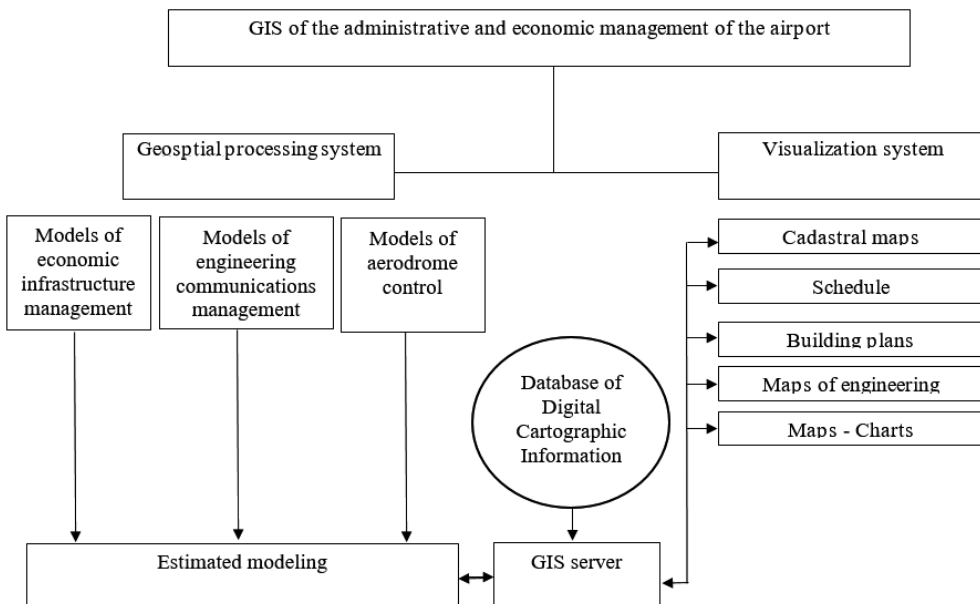 GIS of the administrative and economic management of the airport
Geosptial processing system
Visualization system
Models of
economic
infrastructure
management
Models of
engineering
communications
management
Models of
aerodrome
control
Cadastral maps
Schedule
Building plans
Maps of engineering
Maps - Charts
Database of
Digital
Cartographic
Information
Estimated modeling
GIS server